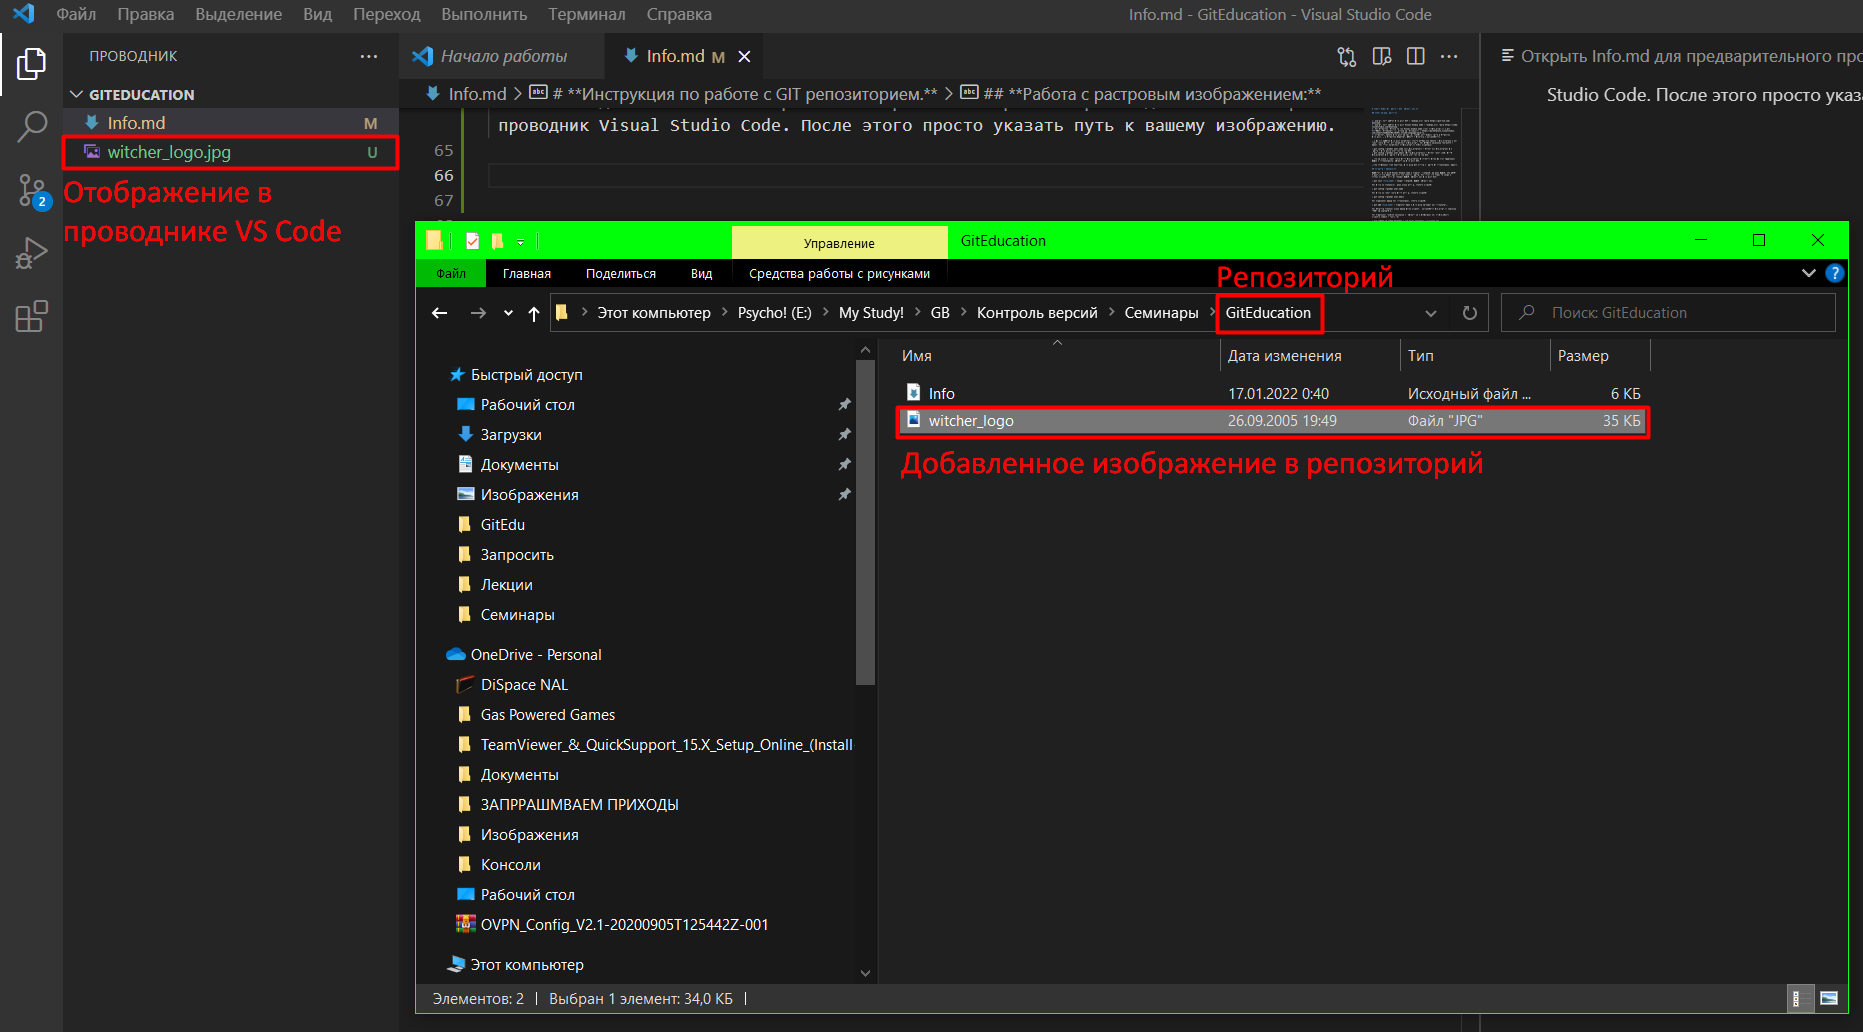 Файл Правка Выделение Вид Переход Выполнить Терминал Справка
Info.md - GitEducation - Visual Studio Code
ПРОВОДНИК
GITEDUCATION
Info.md M
witcher_logo.jpg U
Отображение в
проводнике VS Code
2
Начало работы
Info.md M
Info.md > # **Инструкция по работе с GIT репозиторием.** > ## **Работа с растровым изображением:**
проводник Visual Studio Code. После этого просто указать путь к вашему изображению.
65
66
67
Открыть Info.md для предварительного про
Studio Code. После этого просто указа
Управление
GitEducation
Файл Главная Поделиться Вид Средства работы с рисунками
Репозиторий
Этот компьютер > Psycho! (E:) > My Study! > GB > Контроль версий > Семинары > GitEducation
Поиск: GitEducation
Быстрый доступ
Рабочий стол
Загрузки
Документы
Изображения
GitEdu
Запросить
Лекции
Семинары
OneDrive - Personal
DiSpace NAL
Gas Powered Games
TeamViewer_&_QuickSupport_15.X_Setup_Online_(Install-
Документы
ЗАПРРАШМВАЕМ ПРИХОДЫ
Изображения
Консоли
Рабочий стол
OVPN_Config_V2.1-20200905T125442Z-001
Этот компьютер
Имя Дата изменения Тип Размер
Info 17.01.2022 0:40 Исходный файл ... 6 КБ
witcher_logo 26.09.2005 19:49 Файл "JPG" 35 КБ
Добавленное изображение в репозиторий
Элементов: 2 Выбран 1 элемент: 34,0 КБ